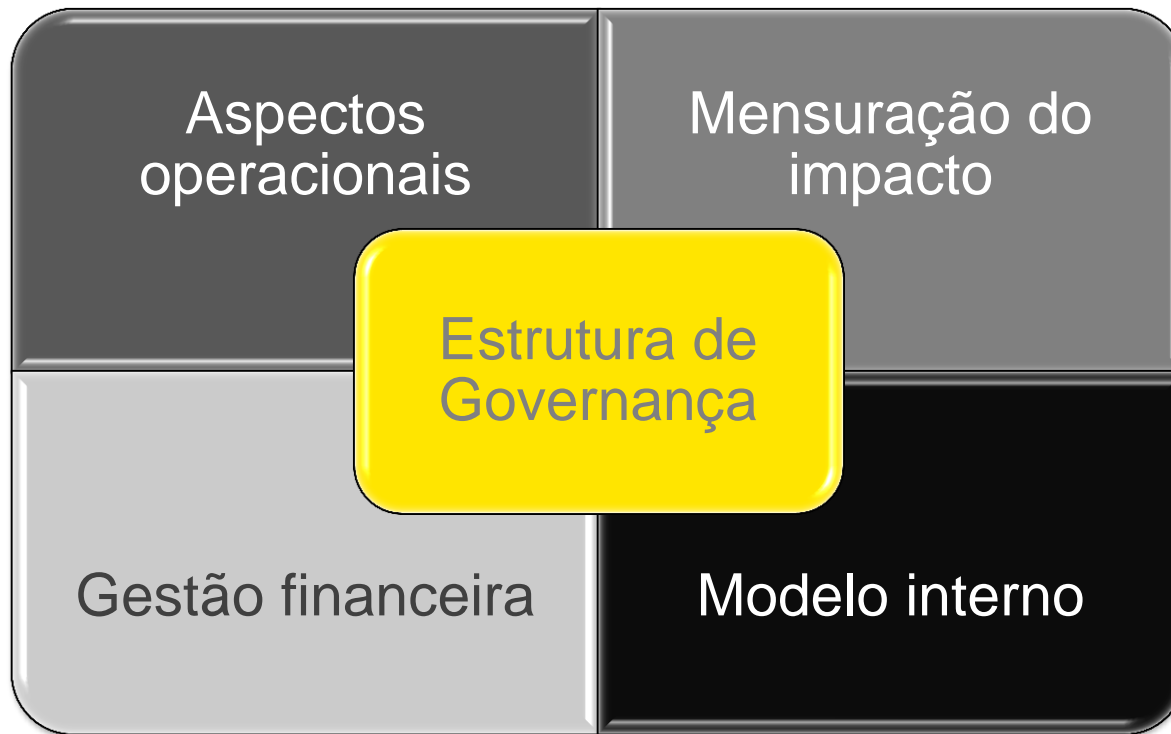 Aspectos
operacionais
Mensuração do
impacto
Estrutura de
Governança
Gestão financeira
Modelo interno